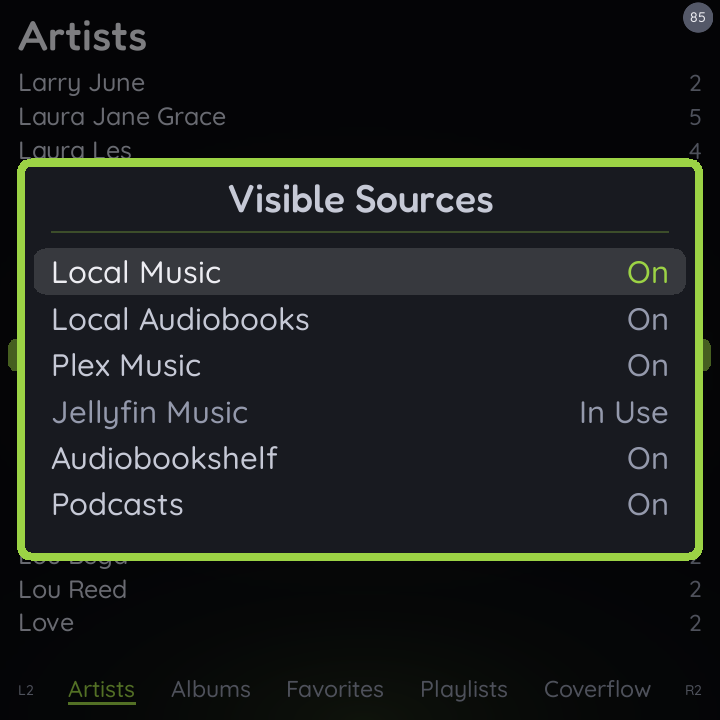 Artists 85
Larry June 2
Laura Jane Grace 5
Laura Les 4
Visible Sources
Local Music On
Local Audiobooks On
Plex Music On
Jellyfin Music In Use
Audiobookshelf On
Podcasts On
Lou Reed 2
Love 2
L2 Artists Albums Favorites Playlists Coverflow R2